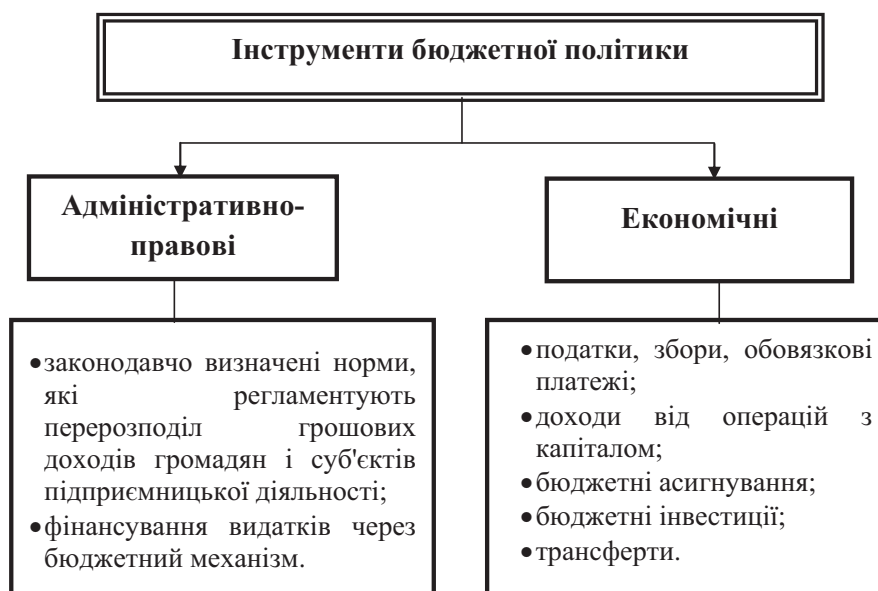 Інструменти бюджетної політики
Адміністративно-
правові
Економічні
•законодавчо визначені норми,
які регламентують
перерозподіл грошових
доходів громадян і суб'єктів
підприємницької діяльності;
•фінансування видатків через
бюджетний механізм.
•податки, збори, обовязкові
платежі;
•доходи від операцій з
капіталом;
•бюджетні асигнування;
•бюджетні інвестиції;
•трансферти.